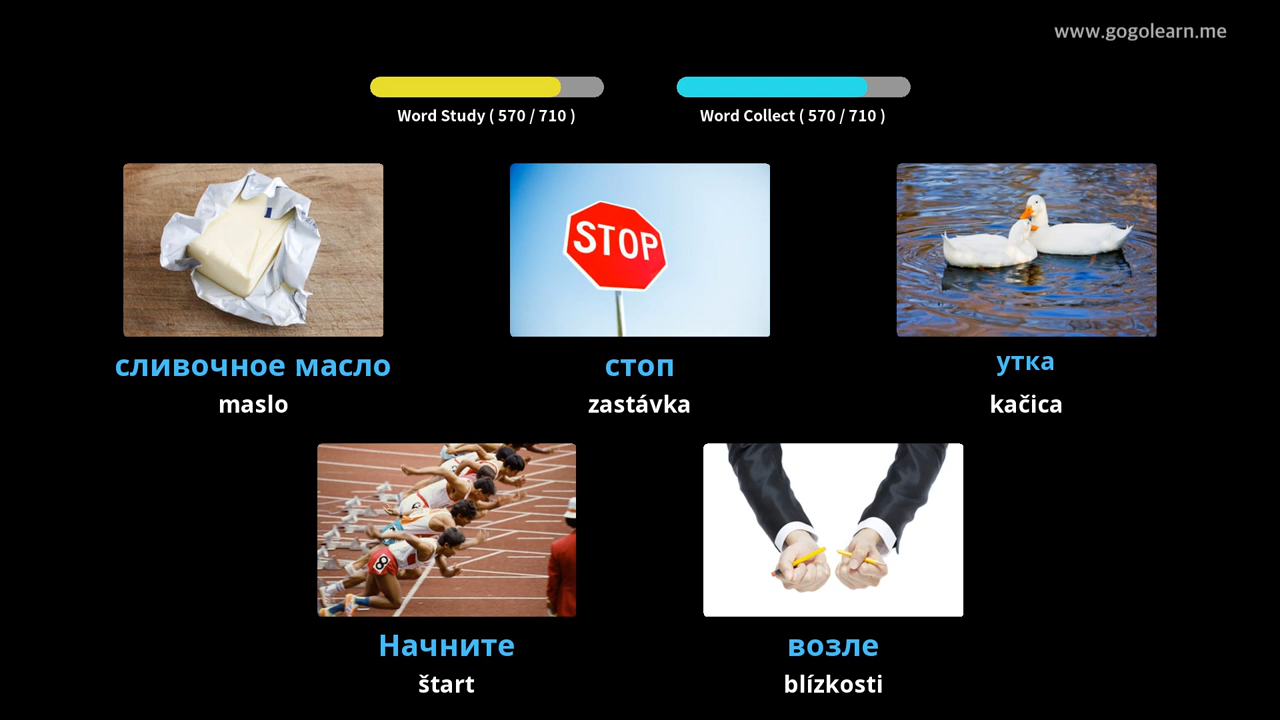 www.gogolearn.me
Word Study ( 570 / 710 )
Word Collect ( 570 / 710 )
STOP
сливочное масло
maslo
стоп
zastávka
утка
kačica
8
Начните
štart
возле
blízkosti